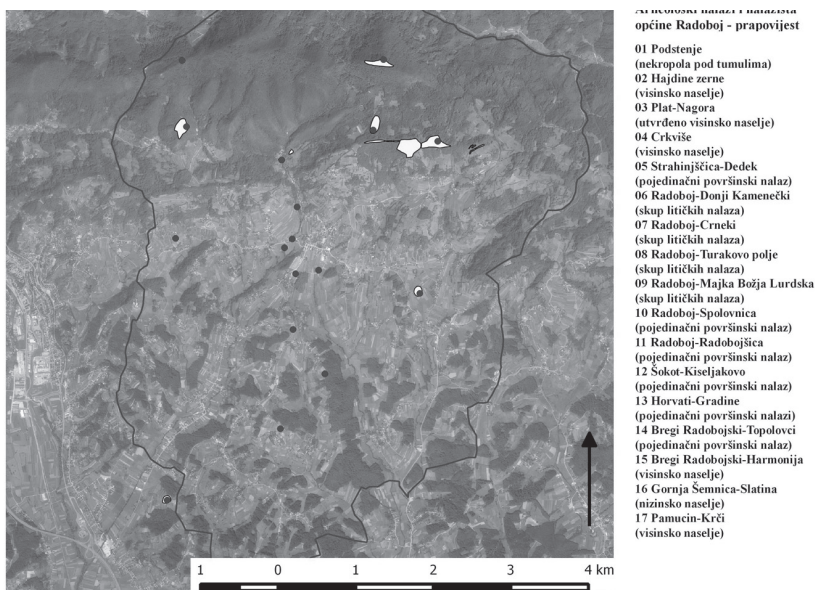 općine Radoboj - prapovijest
01 Podstenje
(nekropola pod tumulima)
02 Hajdine zerne
(visinsko naselje)
03 Plat-Nagora
(utvrđeno visinsko naselje)
04 Crkviše
(visinsko naselje)
05 Strahinjščica-Dedek
(pojedinačni površinski nalaz)
06 Radoboj-Donji Kamenečki
(skup litičkih nalaza)
07 Radoboj-Crneki
(skup litičkih nalaza)
08 Radoboj-Turakovo polje
(skup litičkih nalaza)
09 Radoboj-Majka Božja Lurdska
(skup litičkih nalaza)
10 Radoboj-Spolovnica
(pojedinačni površinski nalaz)
11 Radoboj-Radobojšica
(pojedinačni površinski nalaz)
12 Šokot-Kiseljakovo
(pojedinačni površinski nalaz)
13 Horvati-Gradine
(pojedinačni površinski nalazi)
14 Bregi Radobojski-Topolovci
(pojedinačni površinski nalaz)
15 Bregi Radobojski-Harmonija
(visinsko naselje)
16 Gornja Šemnica-Slatina
(nizinsko naselje)
17 Pamucin-Krči
(visinsko naselje)
1 0 1 2 4 km